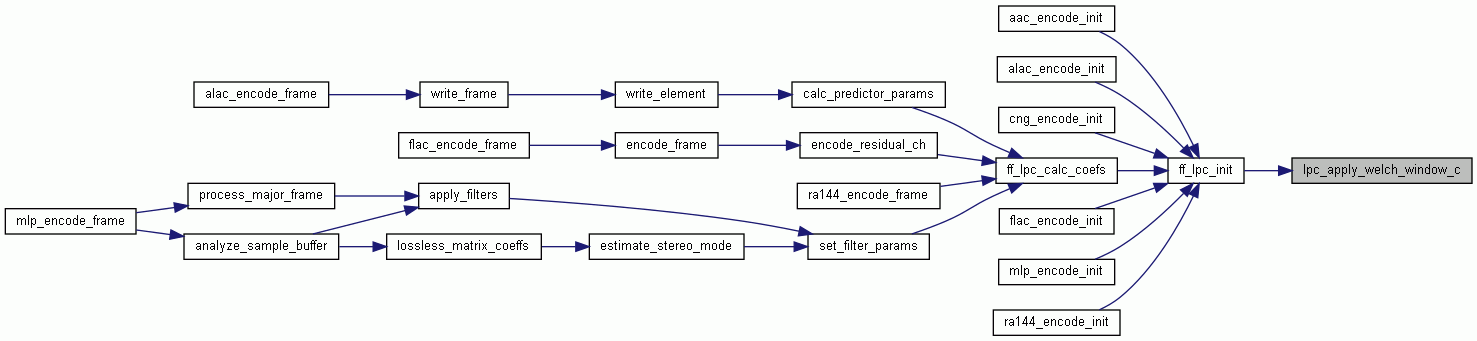 aac_encode_init
alac_encode_init
alac_encode_frame
write_frame
write_element
calc_predictor_params
cng_encode_init
flac_encode_frame
encode_frame
encode_residual_ch
ff_lpc_calc_coefs
ff_lpc_init
lpc_apply_welch_window_c
process_major_frame
apply_filters
ra144_encode_frame
mlp_encode_frame
flac_encode_init
analyze_sample_buffer
lossless_matrix_coeffs
estimate_stereo_mode
set_filter_params
mlp_encode_init
ra144_encode_init